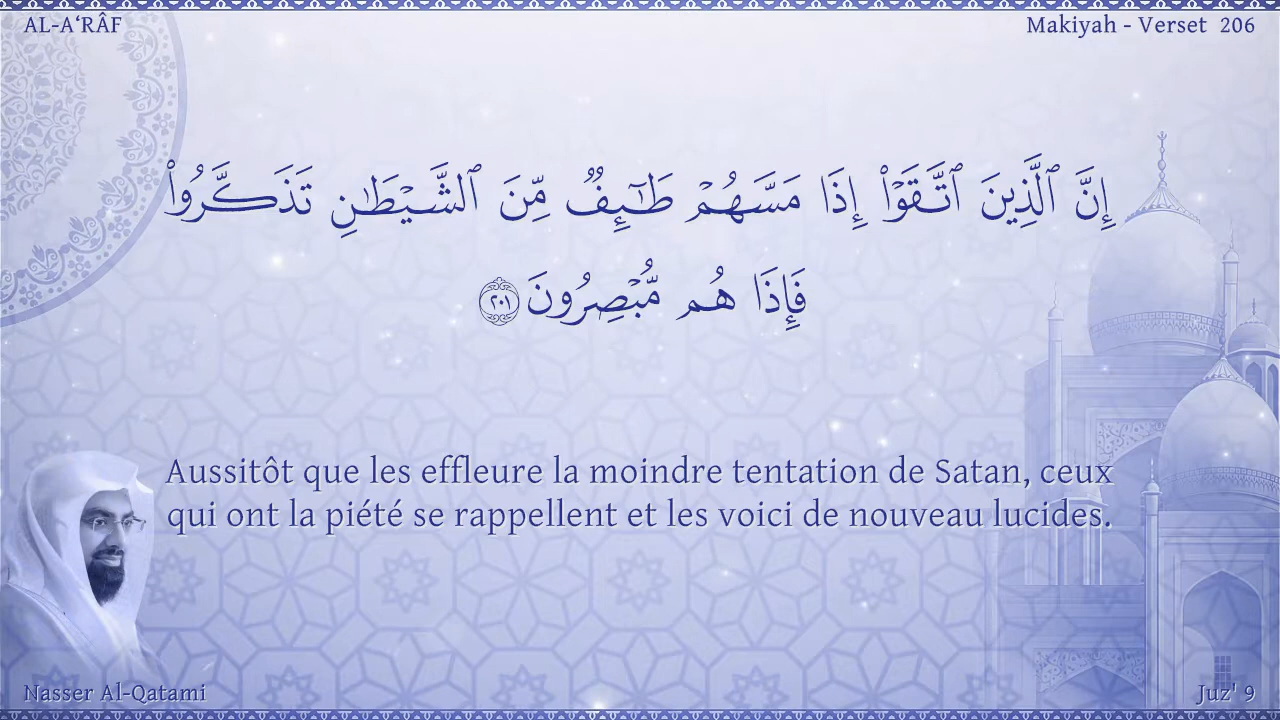 AL-A‘RÂF
Makiyah - Verset 206
إِنَّ ٱلَّذِينَ ٱتَّقَوۡاْ إِذَا مَسَّهُمۡ طَـٰٓئِفٞ مِّنَ ٱلشَّيۡطَٰنِ تَذَكَّرُواْ
فَإِذَا هُم مُّبۡصِرُونَ ٢٠١
Aussitôt que les effleure la moindre tentation de Satan, ceux
qui ont la piété se rappellent et les voici de nouveau lucides.
Nasser Al-Qatami
Juz' 9